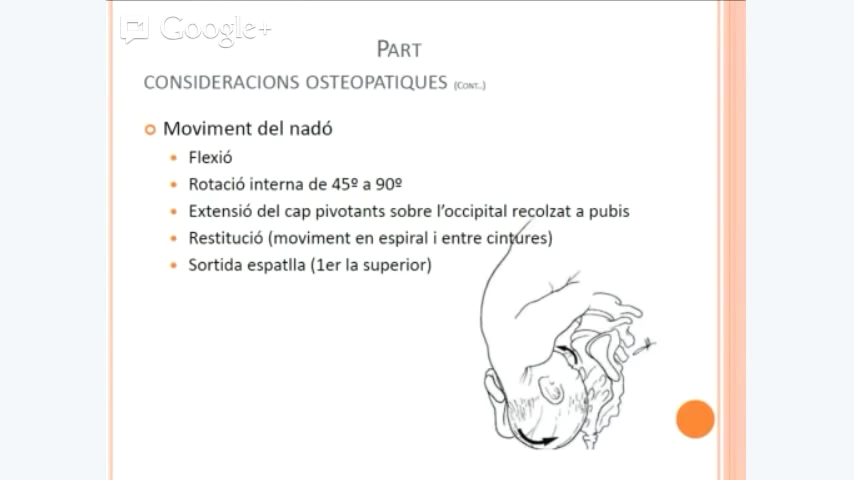 Google+
PART
CONSIDERACIONS OSTEOPATIQUES (CONT..)
Moviment del nadó
Flexió
Rotació interna de 45º a 90º
Extensió del cap pivotants sobre l'occipital recolzat a pubis
Restitució (moviment en espiral i entre cintures)
Sortida espatlla (1er la superior)